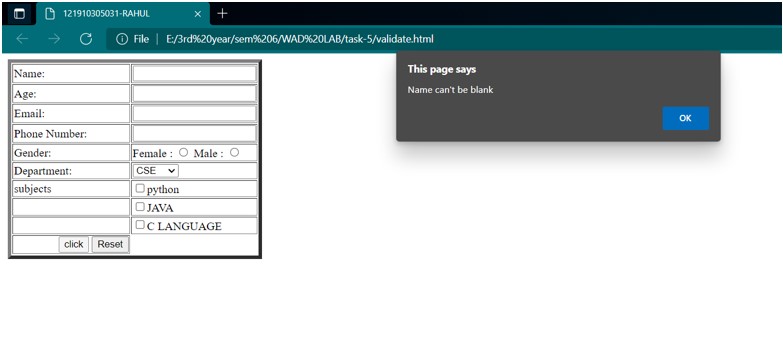 121910305031-RAHUL
File | E:/3rd%20year/sem%206/WAD%20LAB/task-5/validate.html
This page says
Name can't be blank
OK
Name:
Age:
Email:
Phone Number:
Gender: Female : Male :
Department: CSE
subjects python
JAVA
C LANGUAGE
click Reset